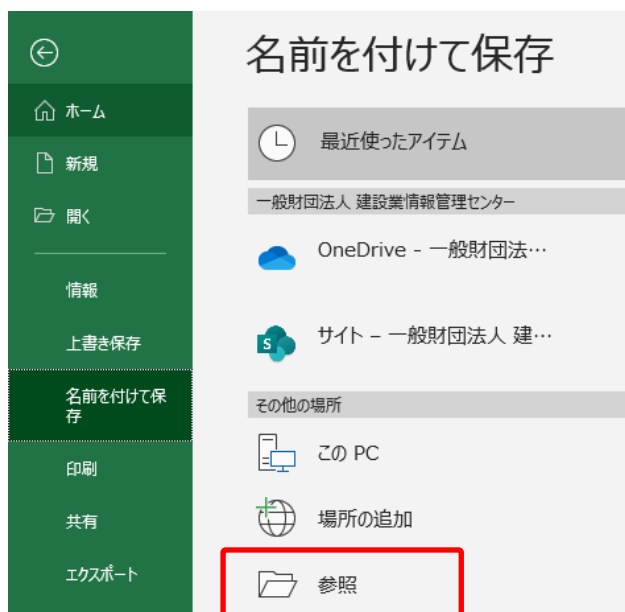 名前を付けて保存
ホーム
新規
開く
情報
上書き保存
名前を付けて保
存
印刷
共有
エクスポート
最近使ったアイテム
一般財団法人 建設業情報管理センター
OneDrive - 一般財団法…
サイト – 一般財団法人 建…
その他の場所
この PC
場所の追加
参照